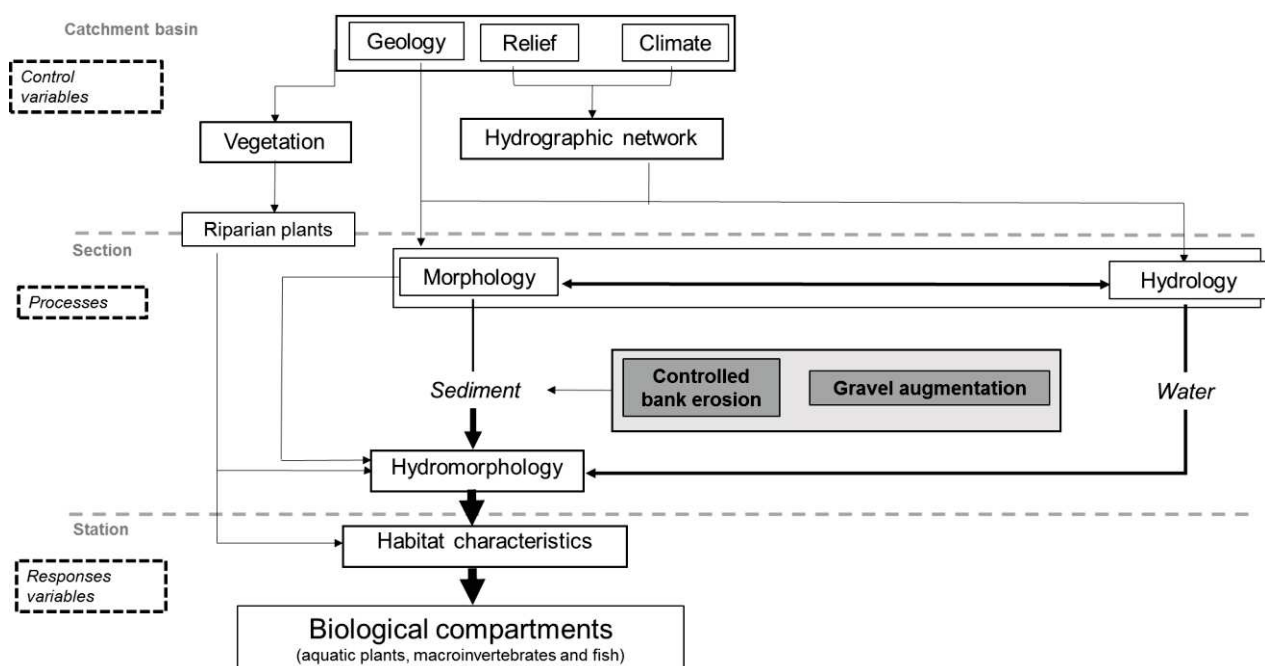 Catchment basin
Geology
Relief
Climate
Control
variables
Vegetation
Hydrographic network
Riparian plants
Section
Morphology
Hydrology
Processes
Controlled
bank erosion
Gravel augmentation
Sediment
Water
Hydromorphology
Station
Habitat characteristics
Responses
variables
Biological compartments
(aquatic plants, macroinvertebrates and fish)